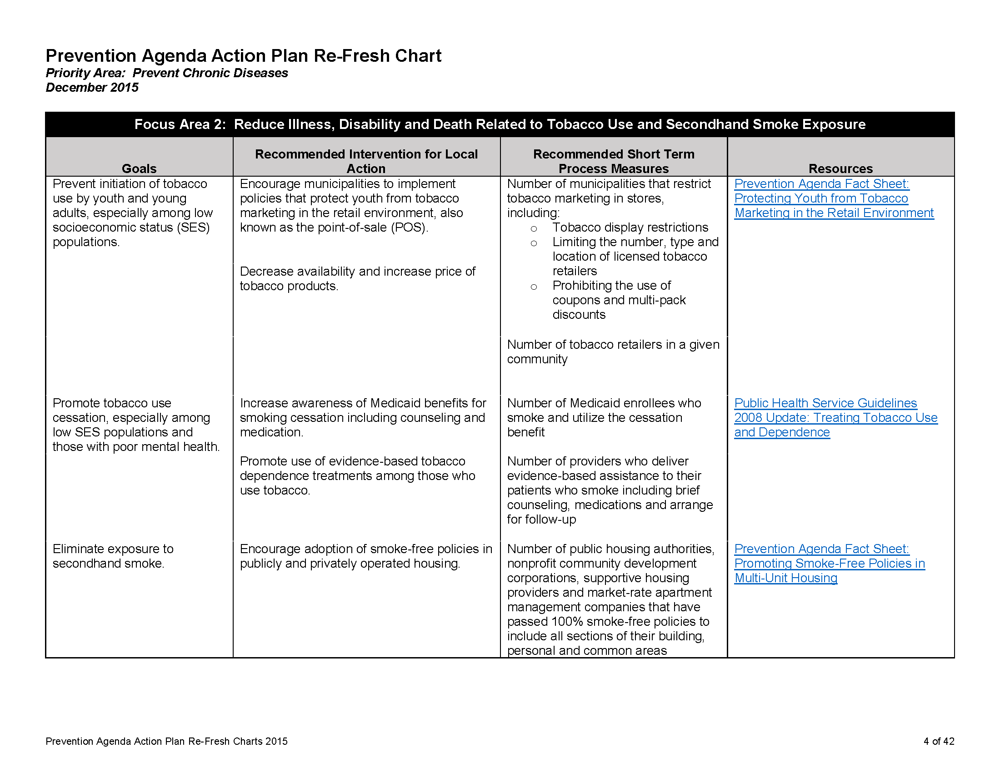 Prevention Agenda Action Plan Re-Fresh Chart
Priority Area:  Prevent Chronic Diseases
December 2015
Focus Area 2:  Reduce Illness, Disability and Death Related to Tobacco Use and Secondhand Smoke Exposure
Goals
Recommended Intervention for Local
Action
Recommended Short Term
Process Measures
Resources
Prevent initiation of tobacco
use by youth and young
adults, especially among low
socioeconomic status (SES)
populations.
Encourage municipalities to implement
policies that protect youth from tobacco
marketing in the retail environment, also
known as the point-of-sale (POS).
Decrease availability and increase price of
tobacco products.
Number of municipalities that restrict
tobacco marketing in stores,
including:
o Tobacco display restrictions
o Limiting the number, type and
location of licensed tobacco
retailers
o Prohibiting the use of
coupons and multi-pack
discounts
Number of tobacco retailers in a given
community
Prevention Agenda Fact Sheet:
Protecting Youth from Tobacco
Marketing in the Retail Environment
Promote tobacco use
cessation, especially among
low SES populations and
those with poor mental health.
Increase awareness of Medicaid benefits for
smoking cessation including counseling and
medication.
Promote use of evidence-based tobacco
dependence treatments among those who
use tobacco.
Number of Medicaid enrollees who
smoke and utilize the cessation
benefit
Number of providers who deliver
evidence-based assistance to their
patients who smoke including brief
counseling, medications and arrange
for follow-up
Public Health Service Guidelines
2008 Update: Treating Tobacco Use
and Dependence
Eliminate exposure to
secondhand smoke.
Encourage adoption of smoke-free policies in
publicly and privately operated housing.
Number of public housing authorities,
nonprofit community development
corporations, supportive housing
providers and market-rate apartment
management companies that have
passed 100% smoke-free policies to
include all sections of their building,
personal and common areas
Prevention Agenda Fact Sheet:
Promoting Smoke-Free Policies in
Multi-Unit Housing
Prevention Agenda Action Plan Re-Fresh Charts 2015
4 of 42